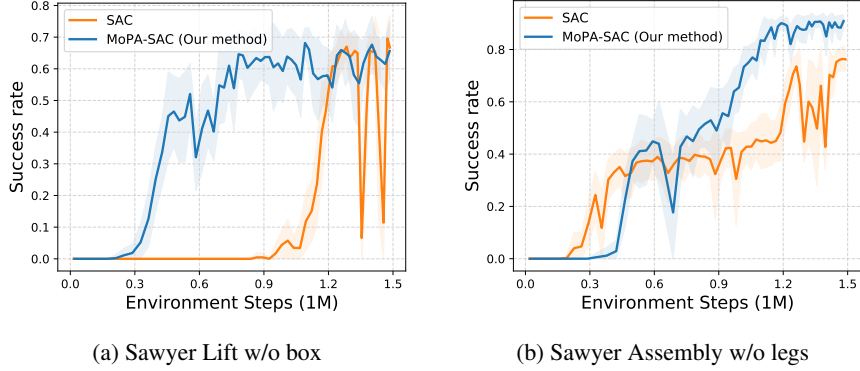 SAC
MoPA-SAC (Our method)
Success rate
0.7
0.6
0.5
0.4
0.3
0.2
0.1
0.0
0.0 0.3 0.6 0.9 1.2 1.5
Environment Steps (1M)
(a) Sawyer Lift w/o box
SAC
MoPA-SAC (Our method)
Success rate
0.8
0.6
0.4
0.2
0.0
0.0 0.3 0.6 0.9 1.2 1.5
Environment Steps (1M)
(b) Sawyer Assembly w/o legs